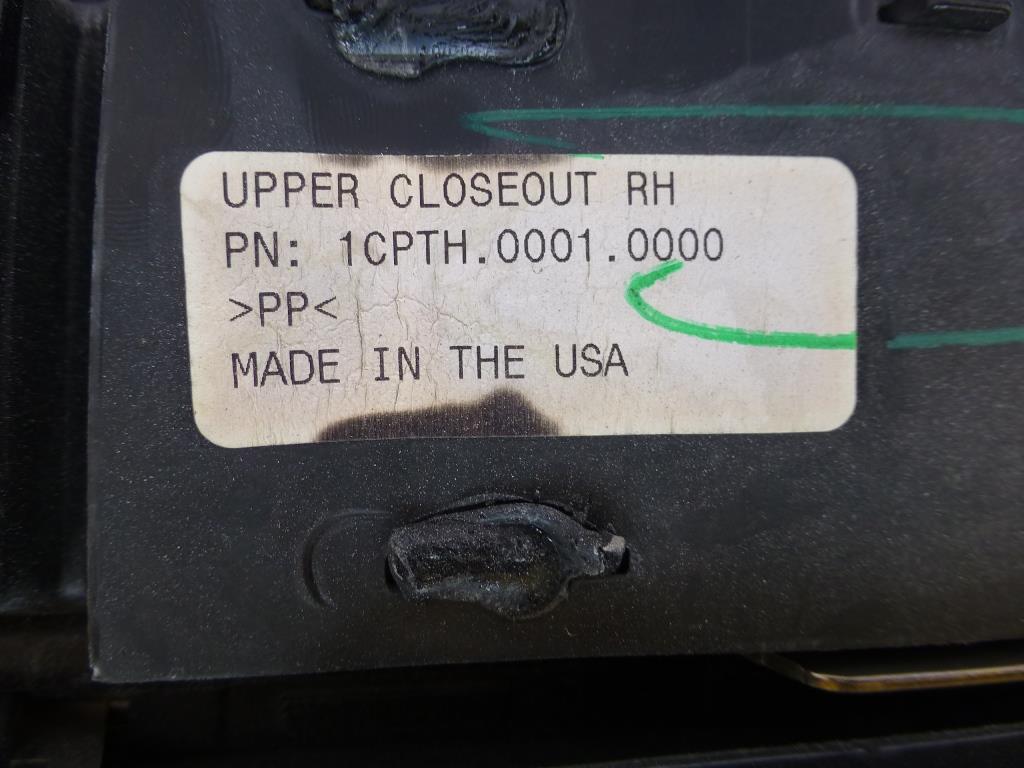 UPPER CLOSEOUT RH
PN: 1CPTH.0001.0000
>PP<
MADE IN THE USA